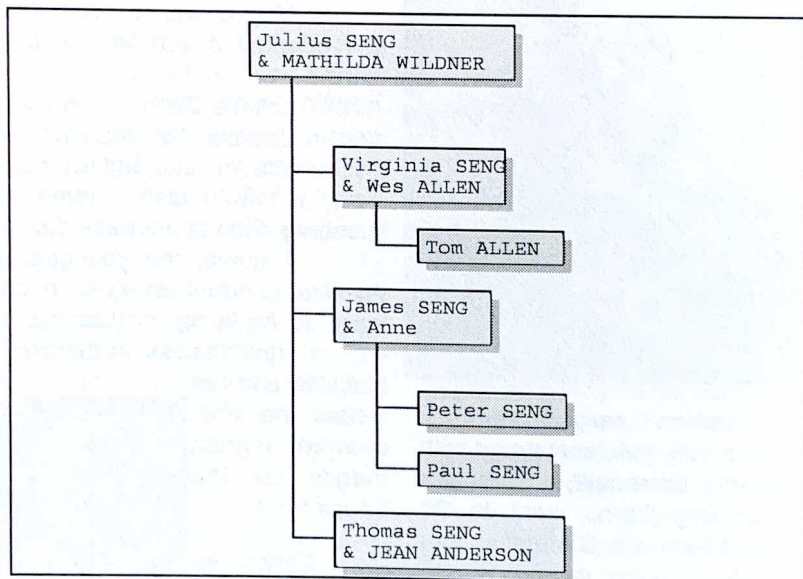 Julius SENG
& MATHILDA WILDNER
Virginia SENG
& Wes ALLEN
Tom ALLEN
James SENG
& Anne
Peter SENG
Paul SENG
Thomas SENG
& JEAN ANDERSON